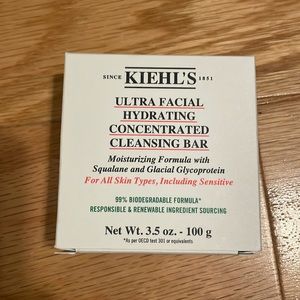 SINCE KIEHL'S 1851
ULTRA FACIAL
HYDRATING
CONCENTRATED
CLEANSING BAR
Moisturizing Formula with
Squalane and Glacial Glycoprotein
For All Skin Types, Including Sensitive
99% BIODEGRADABLE FORMULA*
RESPONSIBLE & RENEWABLE INGREDIENT SOURCING
Net Wt. 3.5 oz. - 100 g
*As per OECD test 301 or equivalents